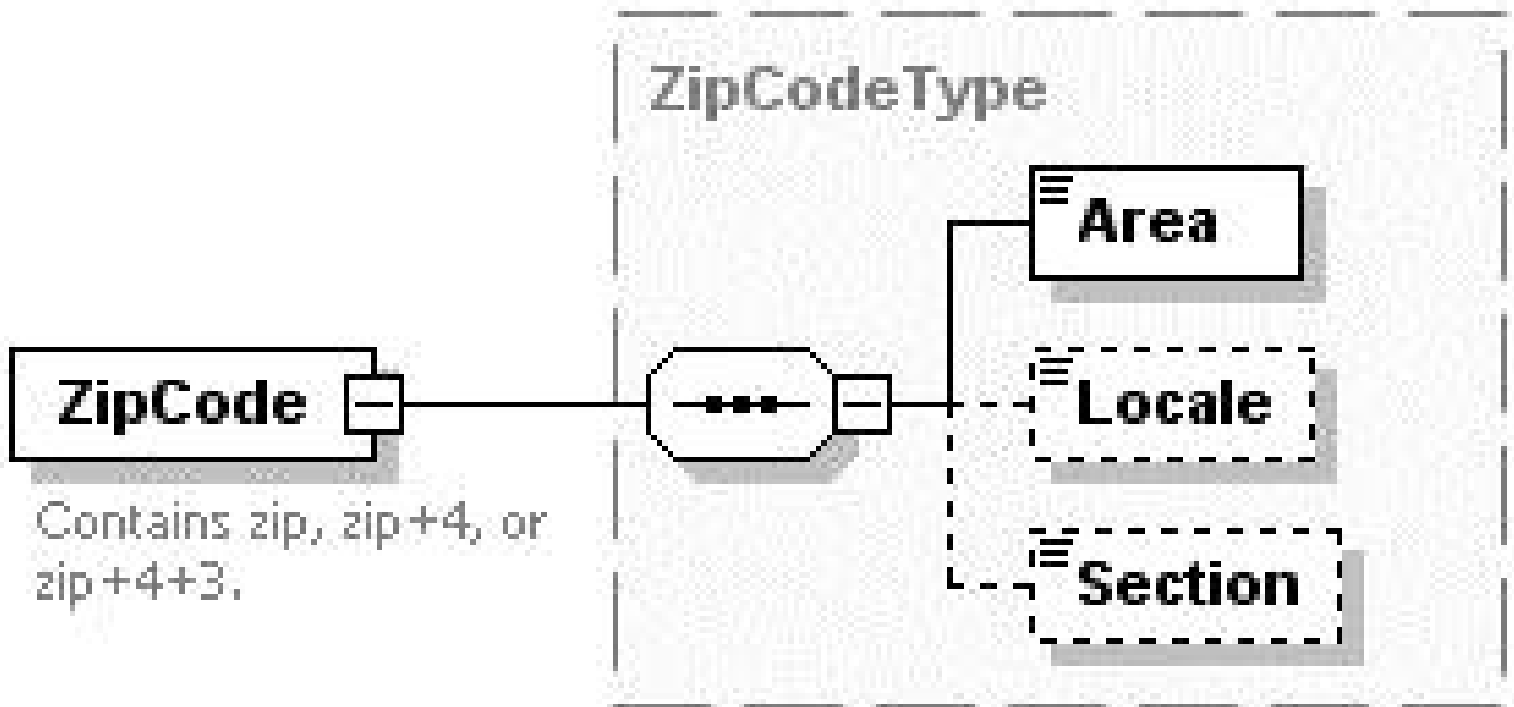 ZipCodeType
Area
ZipCode
Locale
Contains zip, zip+4, or
zip+4+3.
Section